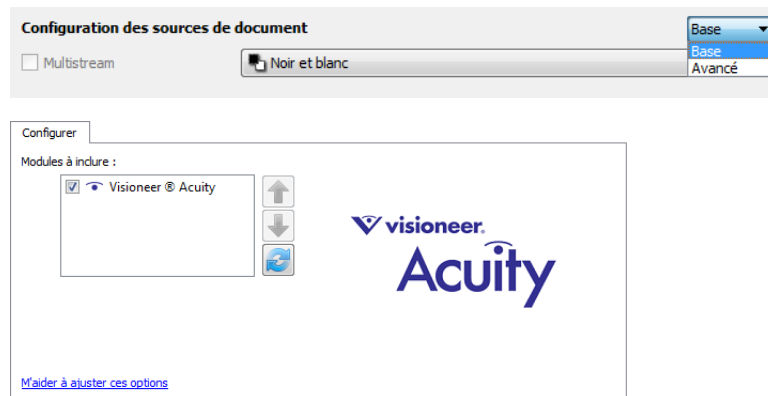 Configuration des sources de document
Base
Multistream
Noir et blanc
Base
Avancé
Configurer
Modules à inclure :
Visioneer ® Acuity
visioneer.
Acuity
M'aider à ajuster ces options